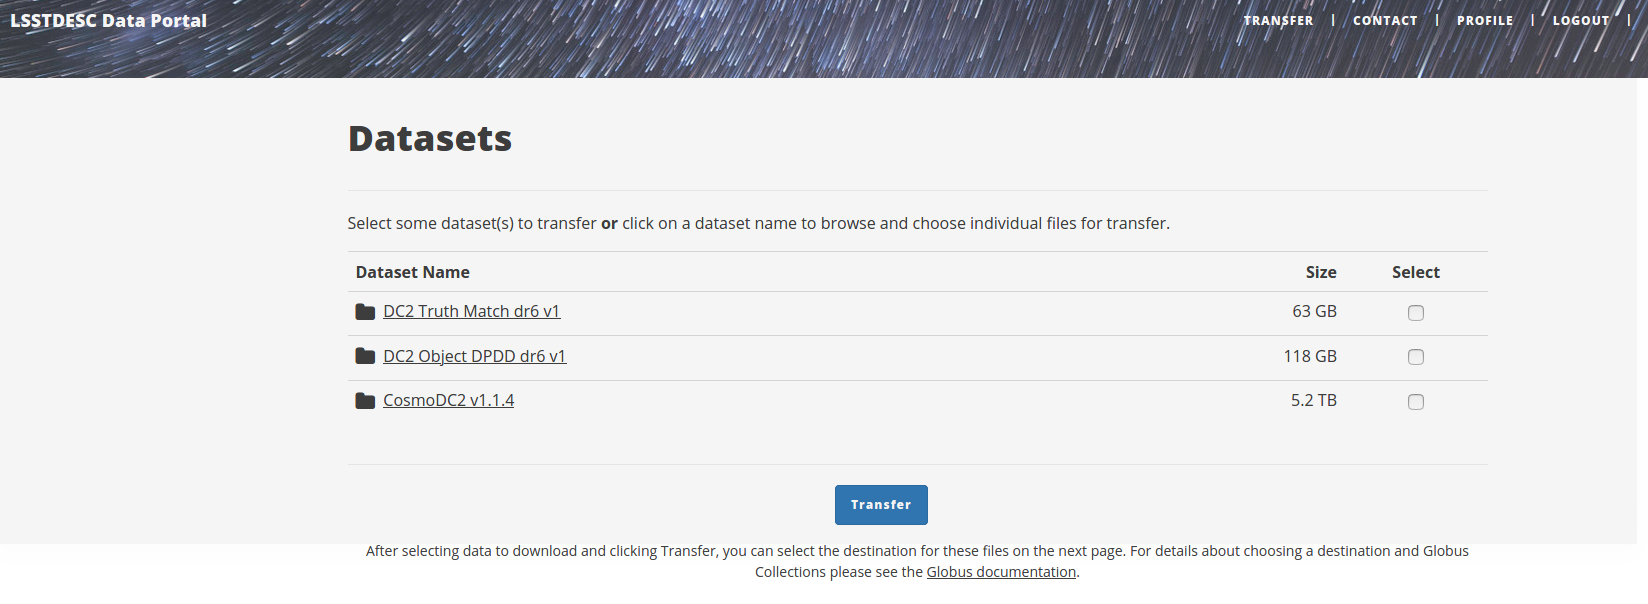 LSSTDESC Data Portal
TRANSFER | CONTACT | PROFILE | LOGOUT |
Datasets
Select some dataset(s) to transfer or click on a dataset name to browse and choose individual files for transfer.
Dataset Name Size Select
DC2 Truth Match dr6 v1 63 GB
DC2 Object DPDD dr6 v1 118 GB
CosmoDC2 v1.1.4 5.2 TB
Transfer
After selecting data to download and clicking Transfer, you can select the destination for these files on the next page. For details about choosing a destination and Globus
Collections please see the Globus documentation.